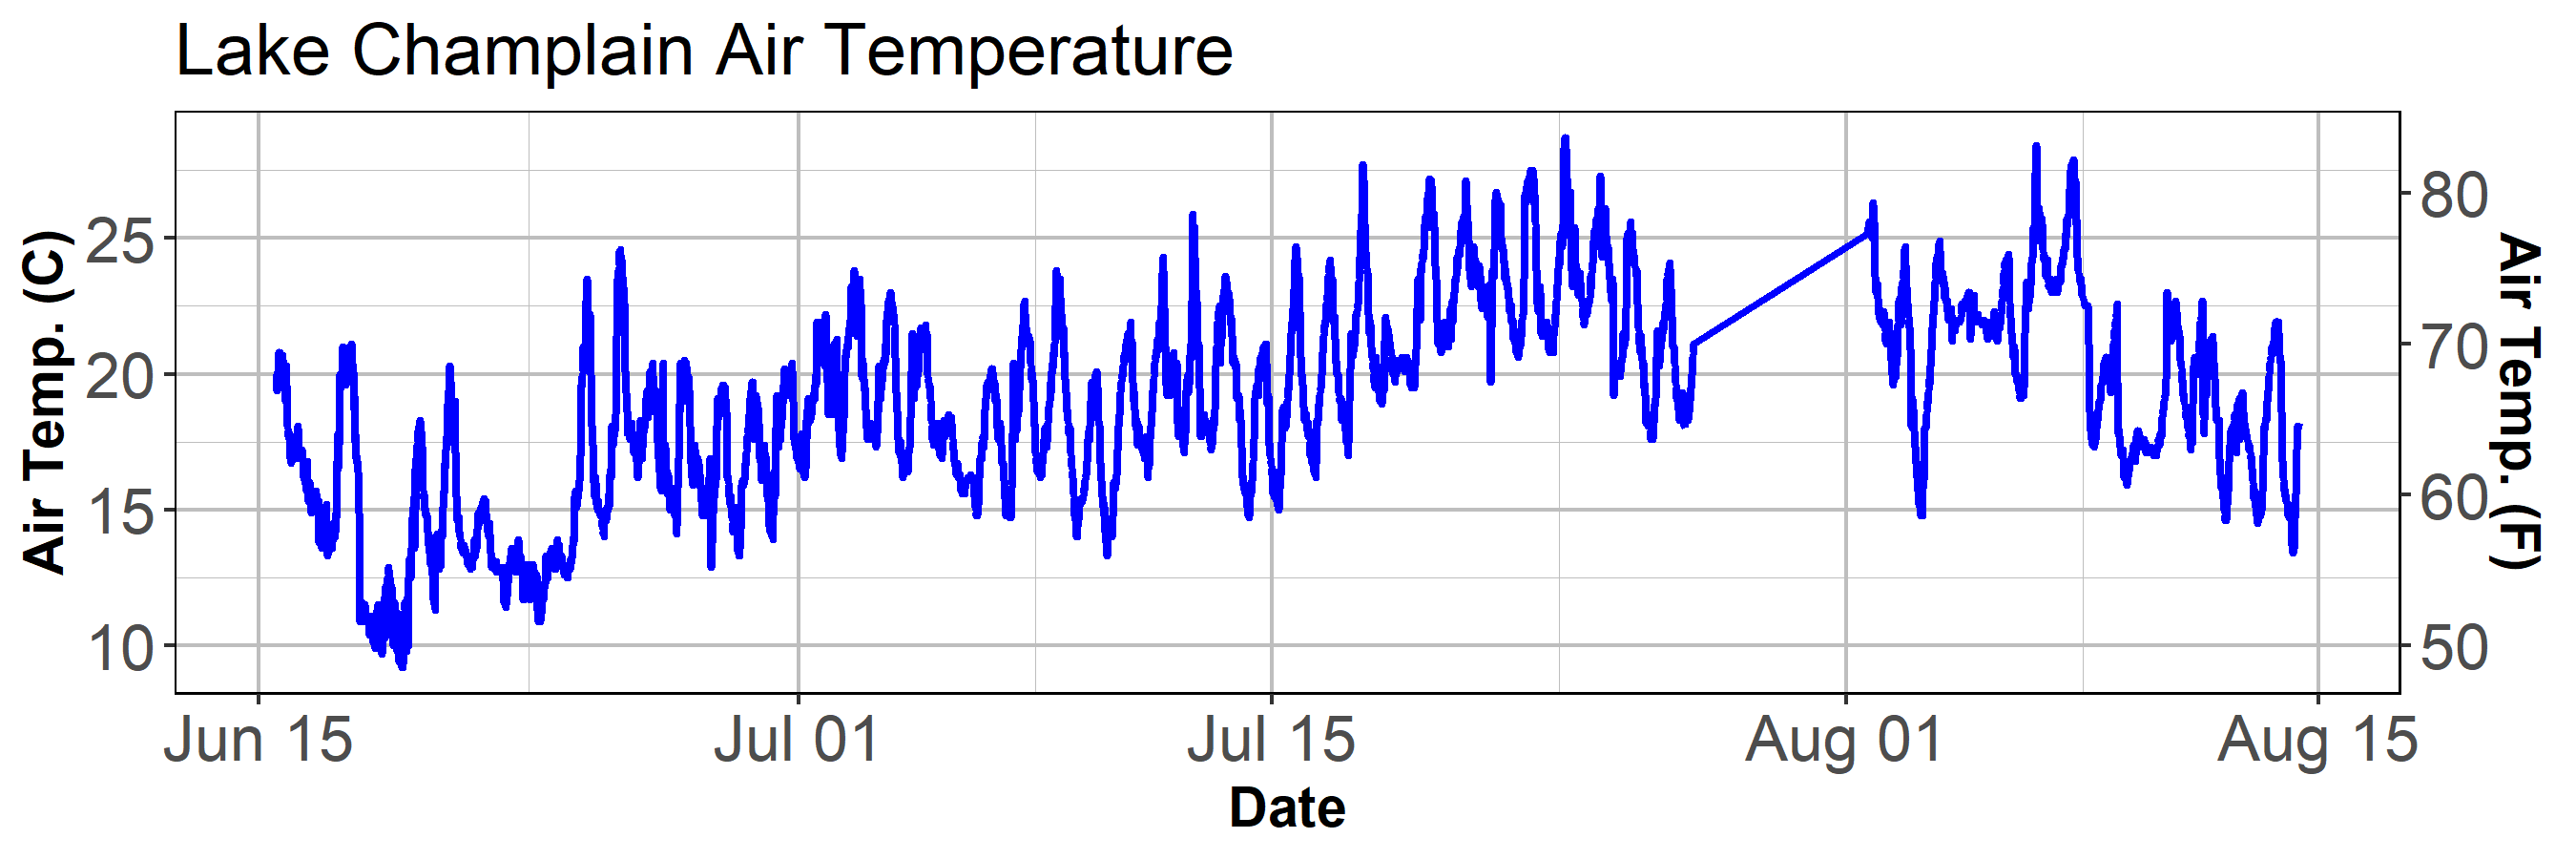 Lake Champlain Air Temperature
Air Temp. (C)
25
20
15
10
80
70
60
50
Air Temp. (F)
Jun 15 Jul 01 Jul 15 Aug 01 Aug 15
Date